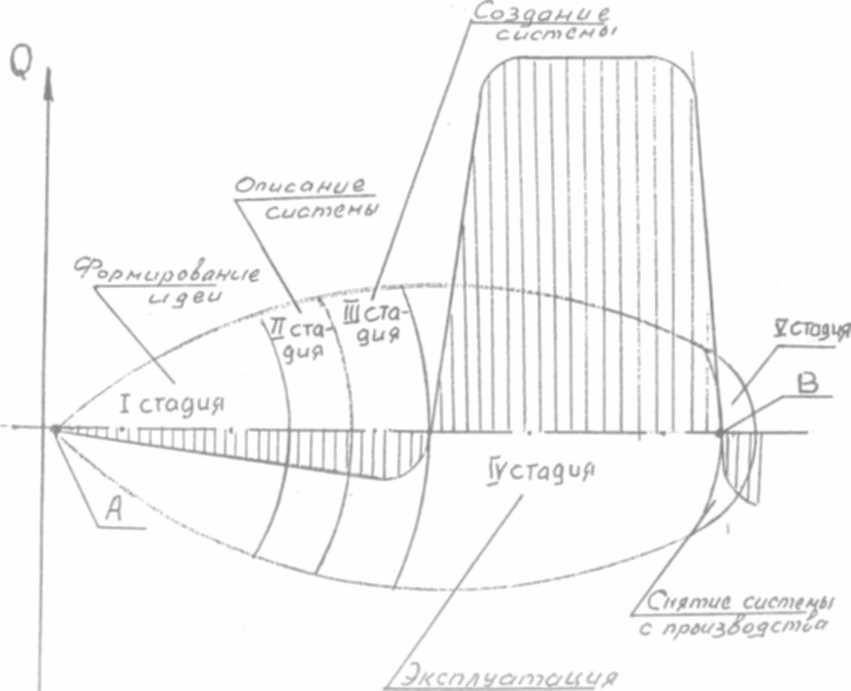 Создание
системы
Q
Описание
системы
Формирование
идеи
II ста-
дия
III ста-
дия
V стадия
B
I стадия
IV стадия
A
Снятие системы
с производства
Эксплуатация